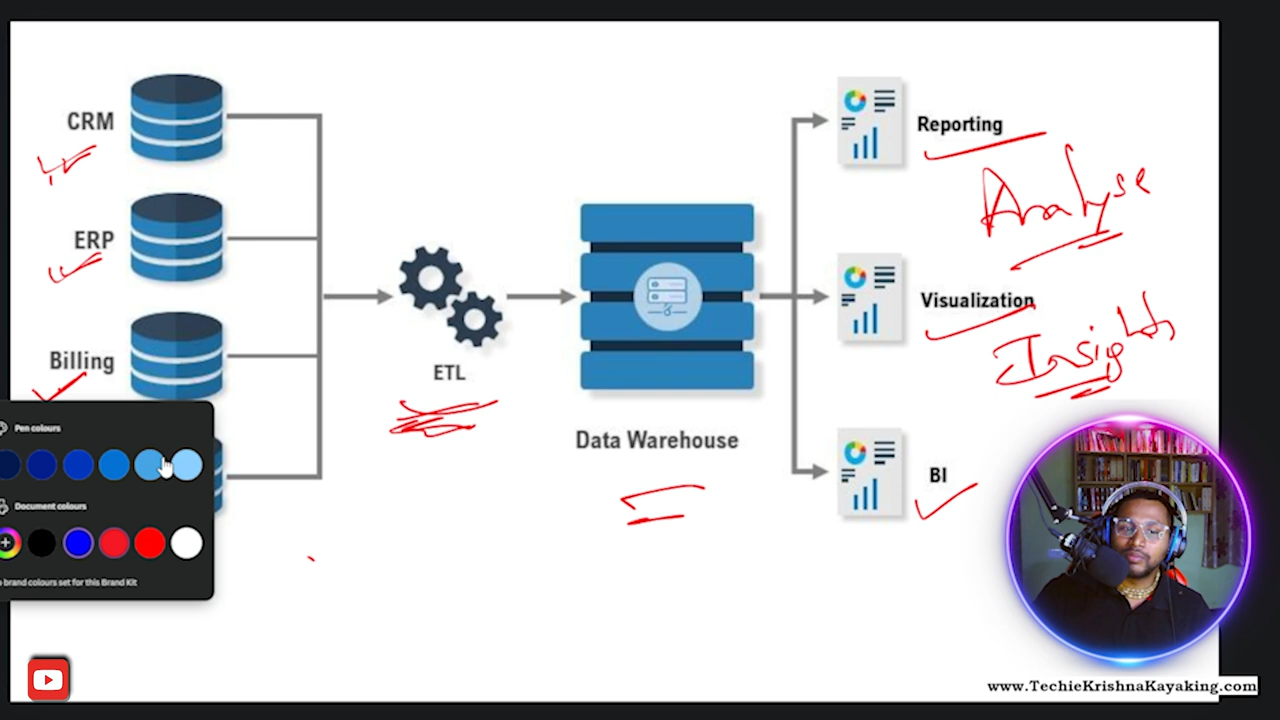 CRM
ERP
Billing
ETL
Data Warehouse
Reporting
Analyse
Visualization
Insights
BI
Pen colours
Document colours
brand colours set for this Brand Kit
www.TechieKrishnaKayaking.com